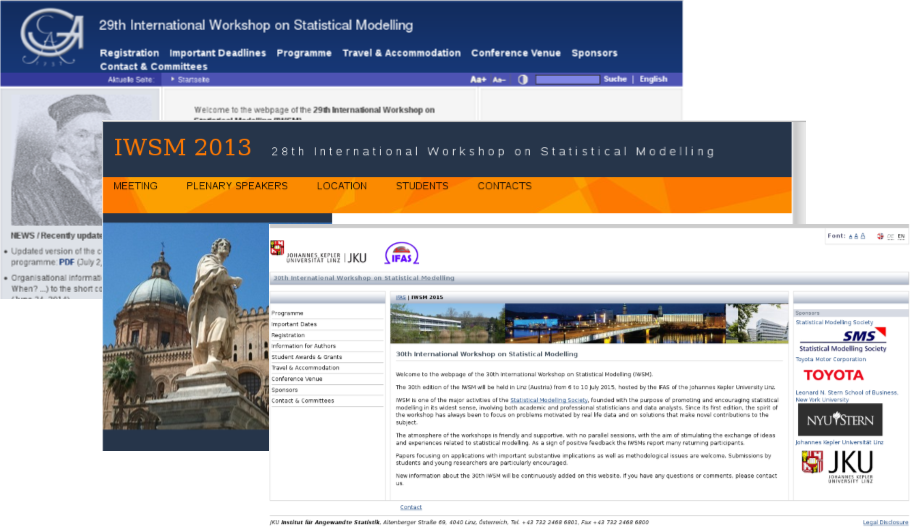 29th International Workshop on Statistical Modelling
Registration Important Deadlines Programme Travel & Accommodation Conference Venue Sponsors
Contact & Committees
Aktuelle Seite: Startseite
Aa+ Aa- Suche | English
Welcome to the webpage of the 29th International Workshop on
Statistical Modelling (IWSM)
NEWS / Recently update
Updated version of the c
programme: PDF (July 2,
Organisational informat
When? ...) to the short co
IWSM 2013 28th International Workshop on Statistical Modelling
MEETING PLENARY SPEAKERS LOCATION STUDENTS CONTACTS
JOHANNES KEPLER
UNIVERSITÄT LINZ | JKU
IFAS
Font: A A A DE EN
30th International Workshop on Statistical Modelling
IFAS | IWSM 2015
Programme
Important Dates
Registration
Information for Authors
Student Awards & Grants
Travel & Accommodation
Conference Venue
Sponsors
Contact & Committees
30th International Workshop on Statistical Modelling
Welcome to the webpage of the 30th International Workshop on Statistical Modelling (IWSM).
The 30th edition of the IWSM will be held in Linz (Austria) from 6 to 10 July 2015, hosted by the IFAS of the Johannes Kepler University Linz.
IWSM is one of the major activities of the Statistical Modelling Society, founded with the purpose of promoting and encouraging statistical
modelling in its widest sense, involving both academic and professional statisticians and data analysts. Since its first edition, the spirit of
the workshop has always been to focus on problems motivated by real life data and on solutions that make novel contributions to the
subject.
The atmosphere of the workshops is friendly and supportive, with no parallel sessions, with the aim of stimulating the exchange of ideas
and experiences related to statistical modelling. As a sign of positive feedback the IWSMs report many returning participants.
Papers focusing on applications with important substantive implications as well as methodological issues are welcome. Submissions by
students and young researchers are particularly encouraged.
New information about the 30th IWSM will be continuously added on this website. If you have any questions or comments, please contact
us.
Sponsors
Statistical Modelling Society
SMS
Statistical Modelling Society
Toyota Motor Corporation
TOYOTA
Leonard N. Stern School of Business,
New York University
NYU STERN
Johannes Kepler Universität Linz
JKU
JOHANNES KEPLER
UNIVERSITY LINZ
Contact
JKU Institut für Angewandte Statistik, Altenberger Straße 69, 4040 Linz, Österreich, Tel. +43 732 2468 6801, Fax +43 732 2468 6800
Legal Disclosure